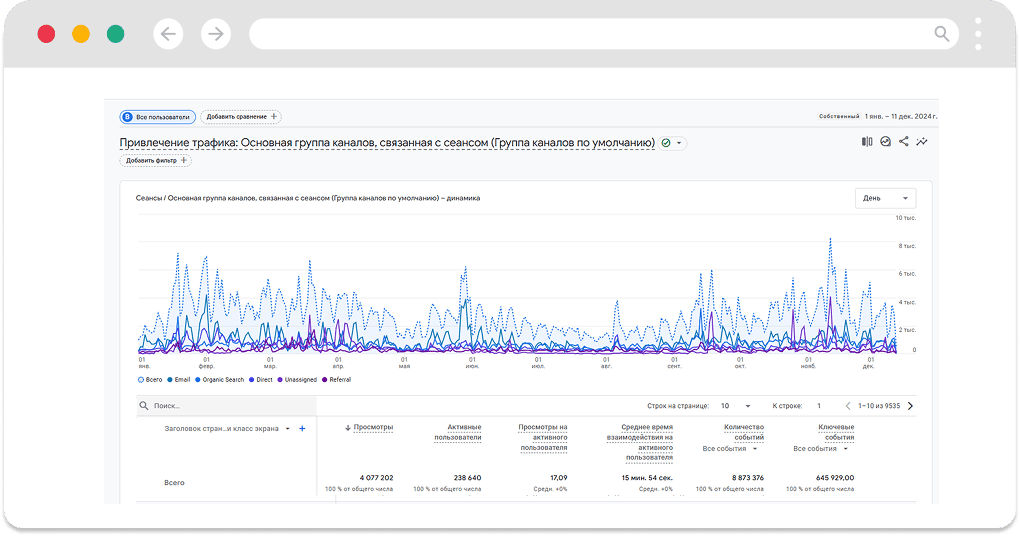 B Все пользователи Добавить сравнение +
Собственный 1 янв. – 11 дек. 2024 г.
Привлечение трафика: Основная группа каналов, связанная с сеансом (Группа каналов по умолчанию)
Добавить фильтр +
Сеансы / Основная группа каналов, связанная с сеансом (Группа каналов по умолчанию) – динамика
День
10 тыс.
8 тыс.
6 тыс.
4 тыс.
2 тыс.
0
01 01 01 01 01 01 01 01 01 01 01 01
янв. февр. мар. апр. мая июн. июл. авг. сент. окт. нояб. дек.
Всего Email Organic Search Direct Unassigned Referral
Поиск... Строк на странице: 10 К строке: 1 1–10 из 9535
Заголовок стран...и класс экрана +
Просмотры
Активные
пользователи
Просмотры на
активного
пользователя
Среднее время
взаимодействия на
активного
пользователя
Количество
событий
Все события
Ключевые
события
Все события
Всего
4 077 202 238 640 17,09 15 мин. 54 сек. 8 873 376 645 929,00
100 % от общего числа 100 % от общего числа Средн. +0% Средн. +0% 100 % от общего числа 100 % от общего числа